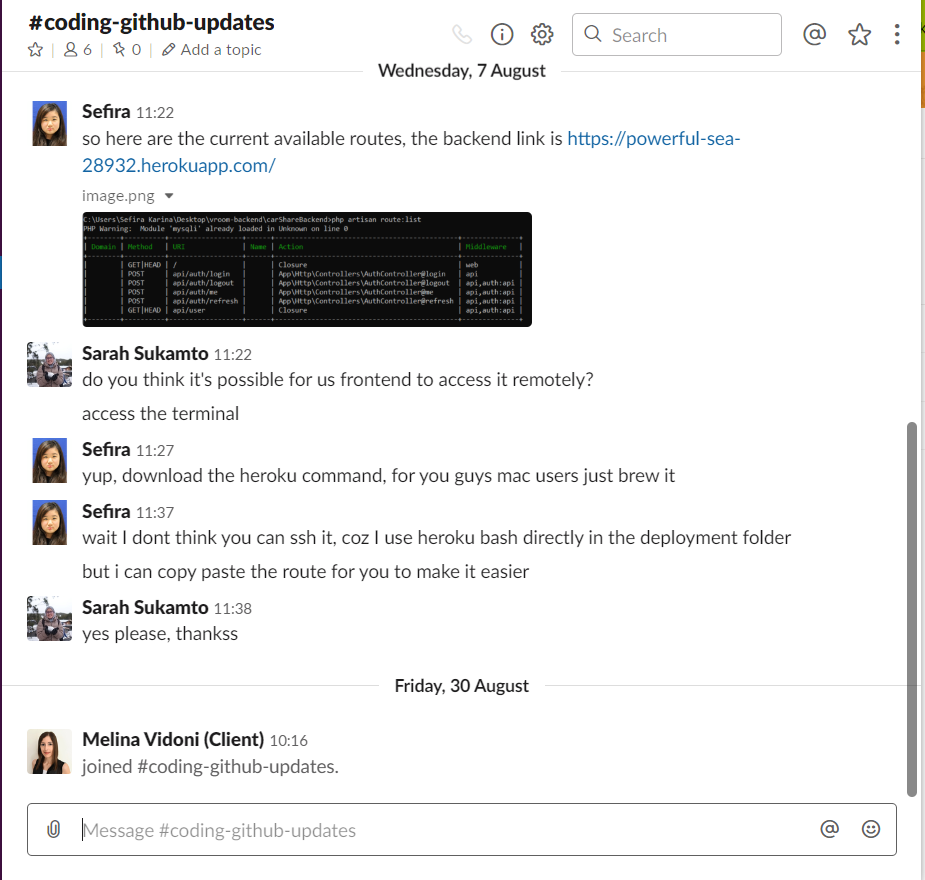 #coding-github-updates
6 | 0 | Add a topic
Search
Wednesday, 7 August
Sefira 11:22
so here are the current available routes, the backend link is https://powerful-sea-
28932.herokuapp.com/
image.png
C:\Users\Sefira Karina\Desktop\vroom-backend\carShareBackend>php artisan route:list
PHP Warning:  Module 'mysqli' already loaded in Unknown on line 0
| Domain | Method | URI | Name | Action | Middleware |
| | GET|HEAD | / | | Closure | web |
| | POST | api/auth/login | | App\Http\Controllers\AuthController@login | api |
| | POST | api/auth/logout | | App\Http\Controllers\AuthController@logout | api,auth:api |
| | POST | api/auth/me | | App\Http\Controllers\AuthController@me | api,auth:api |
| | POST | api/auth/refresh | | App\Http\Controllers\AuthController@refresh | api,auth:api |
| | GET|HEAD | api/user | | Closure | api,auth:api |
Sarah Sukamto 11:22
do you think it's possible for us frontend to access it remotely?
access the terminal
Sefira 11:27
yup, download the heroku command, for you guys mac users just brew it
Sefira 11:37
wait I dont think you can ssh it, coz I use heroku bash directly in the deployment folder
but i can copy paste the route for you to make it easier
Sarah Sukamto 11:38
yes please, thankss
Friday, 30 August
Melina Vidoni (Client) 10:16
joined #coding-github-updates.
Message #coding-github-updates